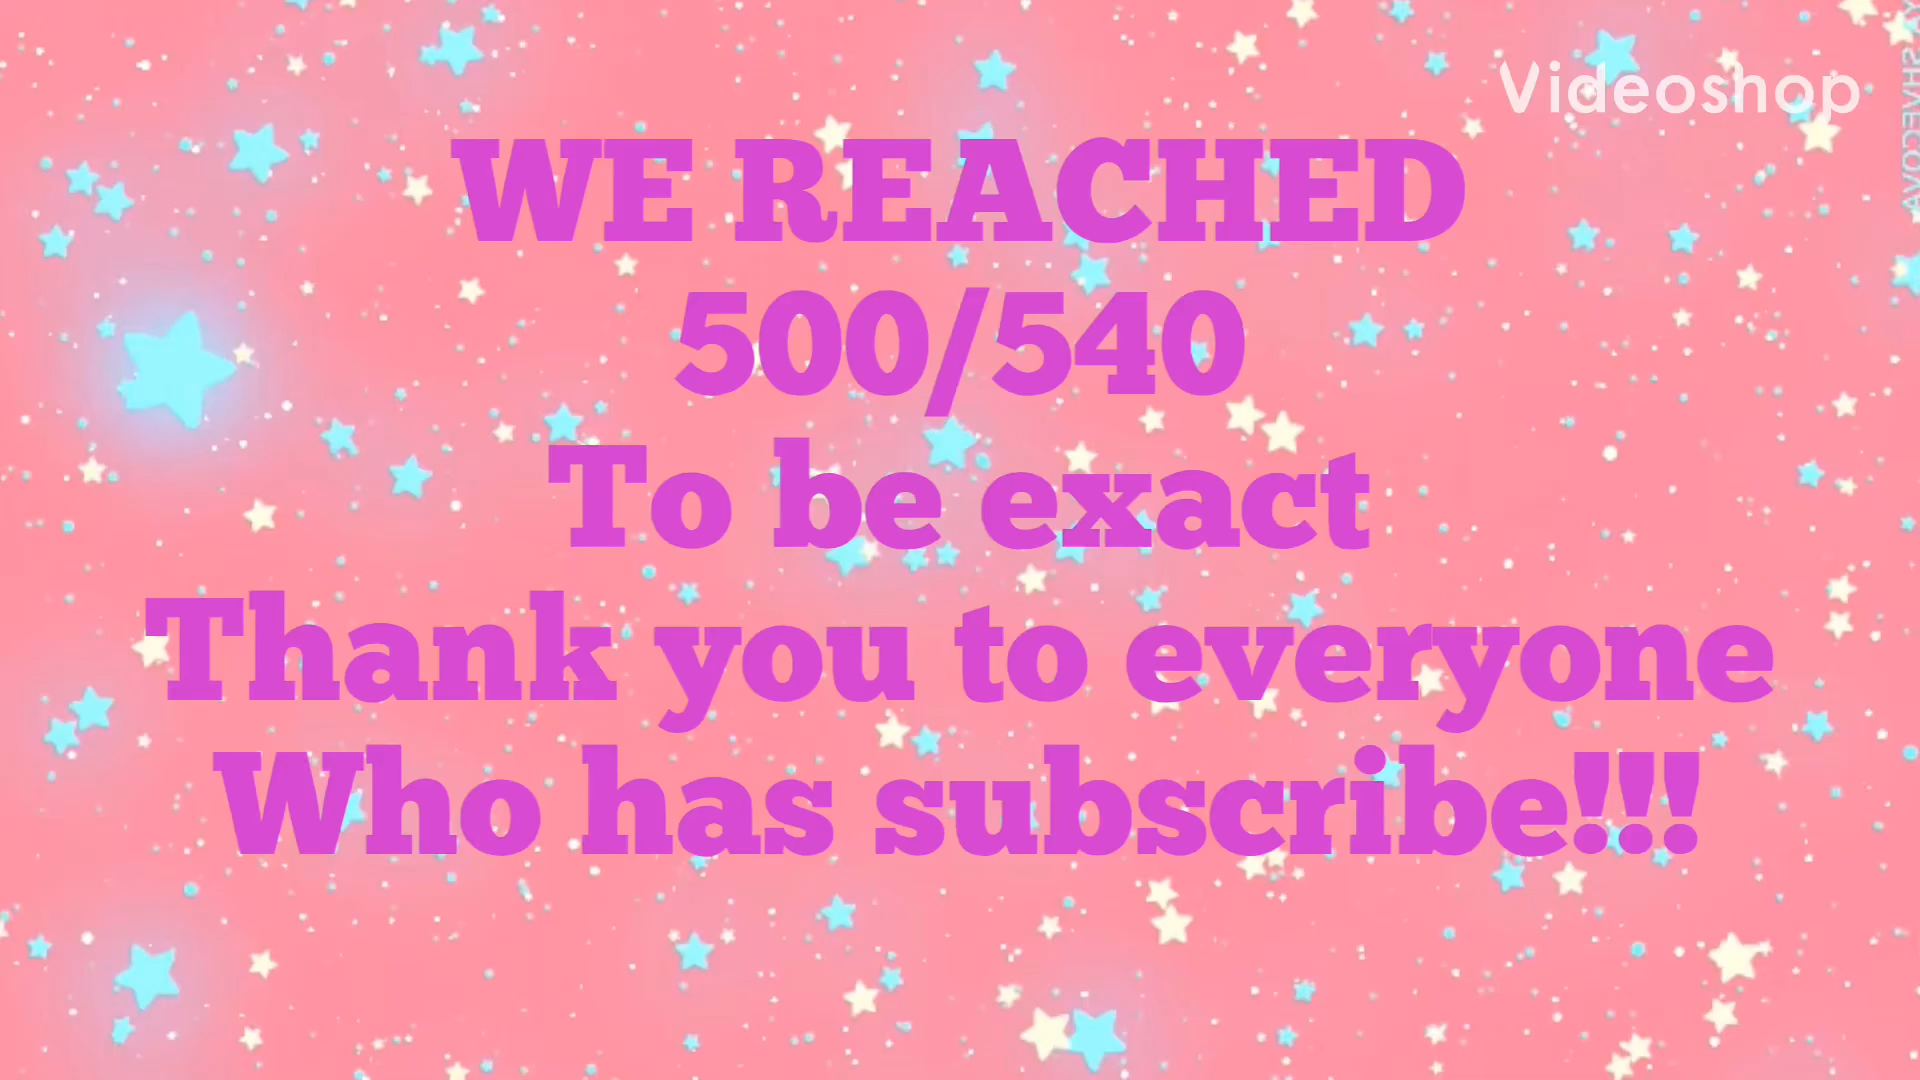 Videoshop
WE REACHED
500/540
To be exact
Thank you to everyone
Who has subscribe!!!